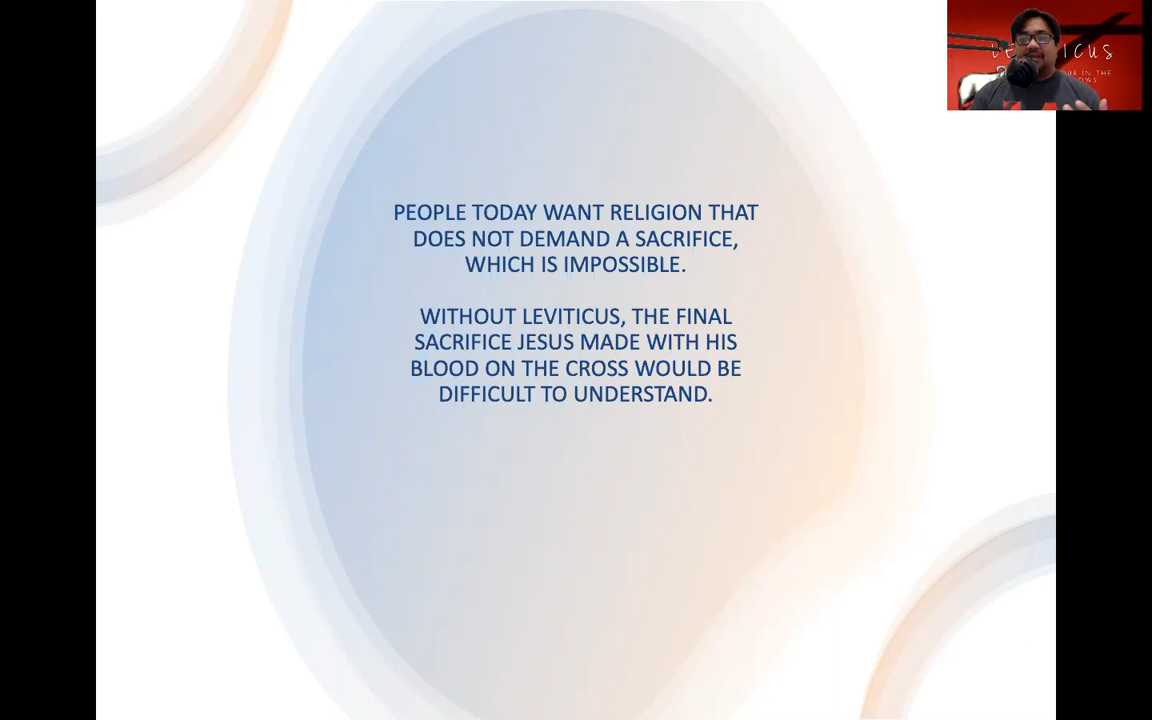 PEOPLE TODAY WANT RELIGION THAT
DOES NOT DEMAND A SACRIFICE,
WHICH IS IMPOSSIBLE.
WITHOUT LEVITICUS, THE FINAL
SACRIFICE JESUS MADE WITH HIS
BLOOD ON THE CROSS WOULD BE
DIFFICULT TO UNDERSTAND.